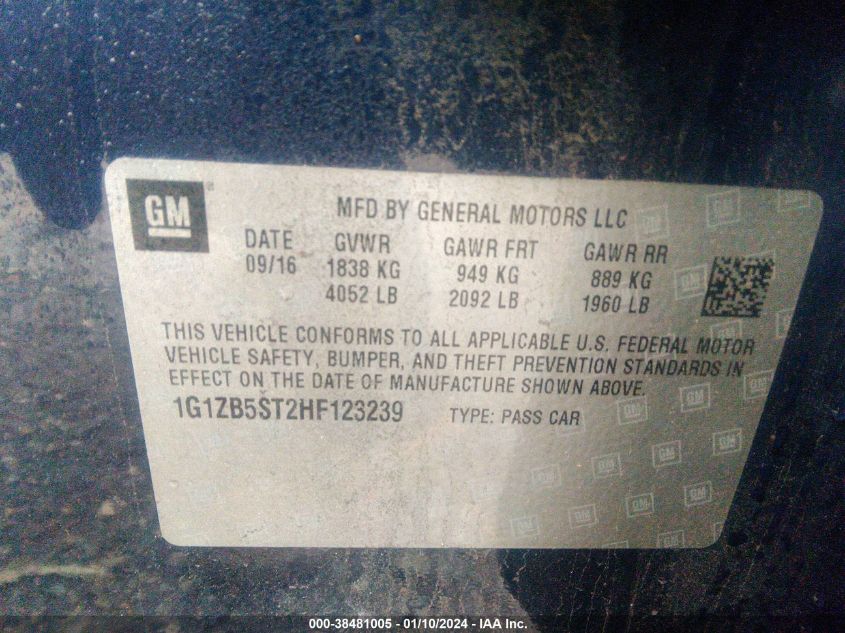 GM
MFD BY GENERAL MOTORS LLC
DATE GVWR GAWR FRT GAWR RR
09/16 1838 KG 949 KG 889 KG
4052 LB 2092 LB 1960 LB
THIS VEHICLE CONFORMS TO ALL APPLICABLE U.S. FEDERAL MOTOR
VEHICLE SAFETY, BUMPER, AND THEFT PREVENTION STANDARDS IN
EFFECT ON THE DATE OF MANUFACTURE SHOWN ABOVE.
1G1ZB5ST2HF123239 TYPE: PASS CAR
000-38481005 - 01/10/2024 - IAA Inc.